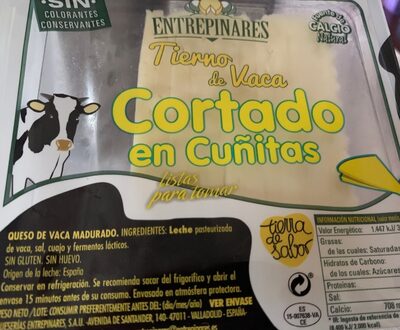 SIN
COLORANTES
CONSERVANTES
ENTREPINARES
Fuente de
CALCIO
Natural
Tierno
de Vaca
Cortado
en Cuñitas
listas
para tomar
tierra
de sabor
QUESO DE VACA MADURADO. INGREDIENTES: Leche pasteurizada
de vaca, sal, cuajo y fermentos lácticos.
SIN GLUTEN. SIN HUEVO.
Origen de la leche: España
Conservar en refrigeración. Se recomienda sacar del frigorífico y abrir el
envase 15 minutos antes de su consumo. Envasado en atmósfera protectora.
PESO NETO / LOTE: CONSUMIR PREFERENTEMENTE ANTES DEL: (día/mes/año) VER ENVASE
ENTREPINARES, S.A.U. AVENIDA DE SANTANDER, 140-47011 - VALLADOLID - ESPAÑA
ES
15-007638-VA
CE
INFORMACIÓN NUTRICIONAL
Valor Energético: 1.447 kJ/
Grasas:
de las cuales: Saturadas
Hidratos de Carbono:
de los cuales: Azúcares
Proteínas:
Sal:
Calcio: 708